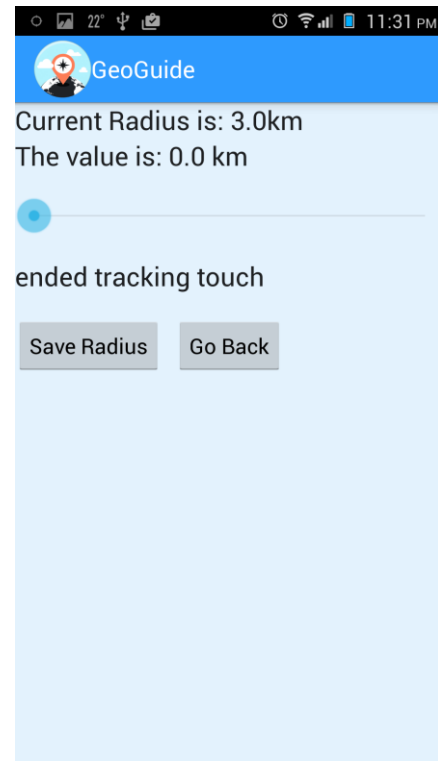 22° 11:31 PM
GeoGuide
Current Radius is: 3.0km
The value is: 0.0 km
ended tracking touch
Save Radius Go Back